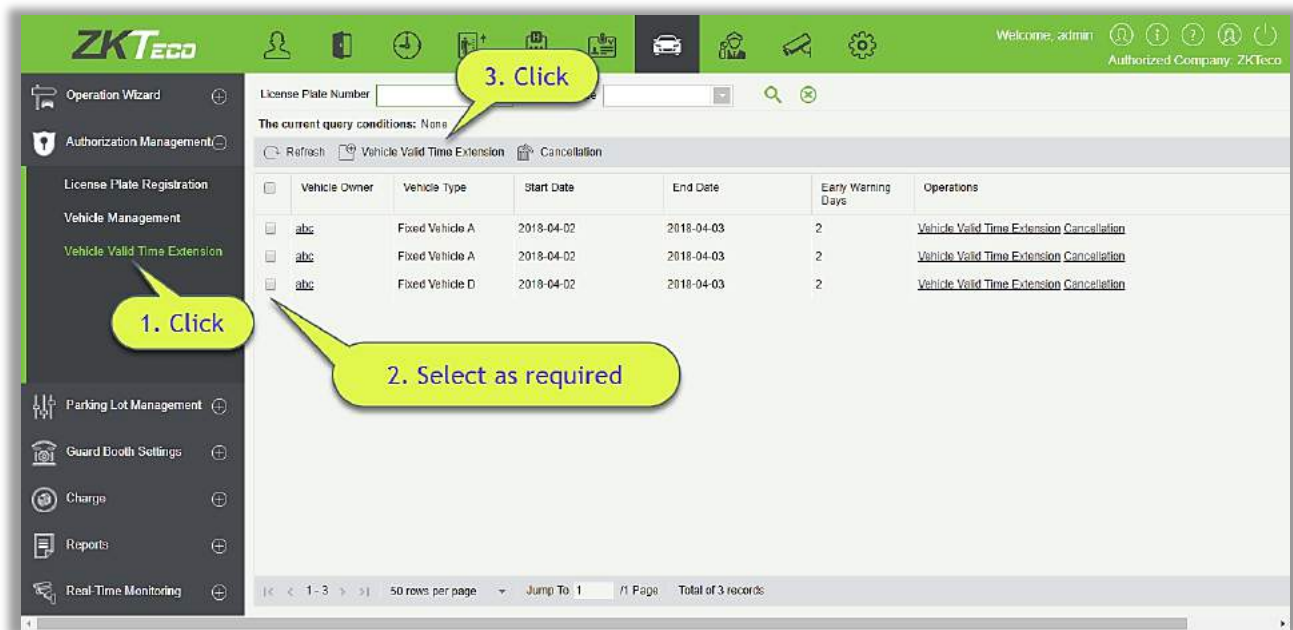 ZKTECO
Welcome, admin
Authorized Company: ZKTeco
3. Click
Operation Wizard
License Plate Number
The current query conditions: None
Authorization Management
Refresh Vehicle Valid Time Extension Cancellation
License Plate Registration
Vehicle Management
Vehicle Valid Time Extension
Vehicle Owner Vehicle Type Start Date End Date Early Warning Days Operations
abc Fixed Vehicle A 2018-04-02 2018-04-03 2 Vehicle Valid Time Extension Cancellation
abc Fixed Vehicle A 2018-04-02 2018-04-03 2 Vehicle Valid Time Extension Cancellation
abc Fixed Vehicle D 2018-04-02 2018-04-03 2 Vehicle Valid Time Extension Cancellation
1. Click
2. Select as required
Parking Lot Management
Guard Booth Settings
Charge
Reports
Real-Time Monitoring
1-3 50 rows per page Jump To 1 /1 Page Total of 3 records